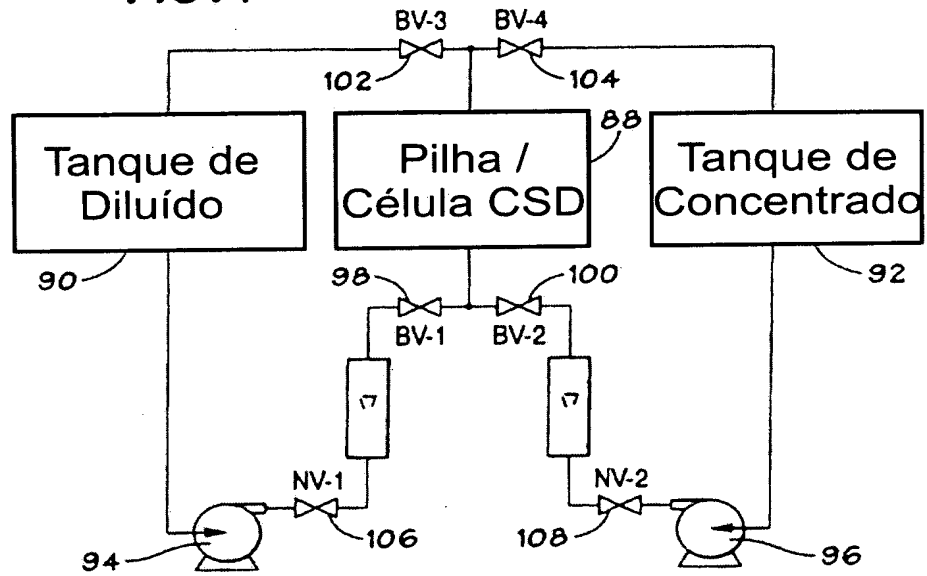 BV-3 BV-4
102 104
88
Tanque de
Diluído
Pilha /
Célula CSD
Tanque de
Concentrado
90
92
98 100
BV-1 BV-2
NV-1 NV-2
94 106 108 96